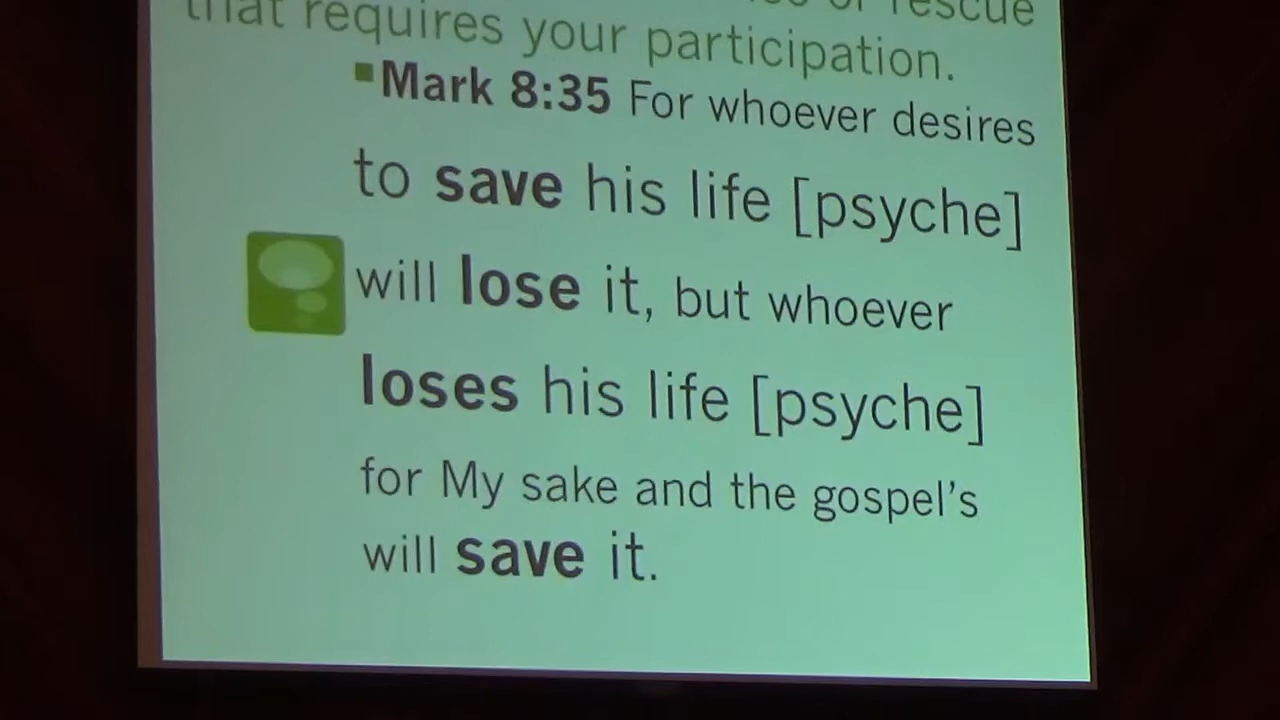 rescue
that requires your participation.
Mark 8:35 For whoever desires
to save his life [psyche]
will lose it, but whoever
loses his life [psyche]
for My sake and the gospel's
will save it.